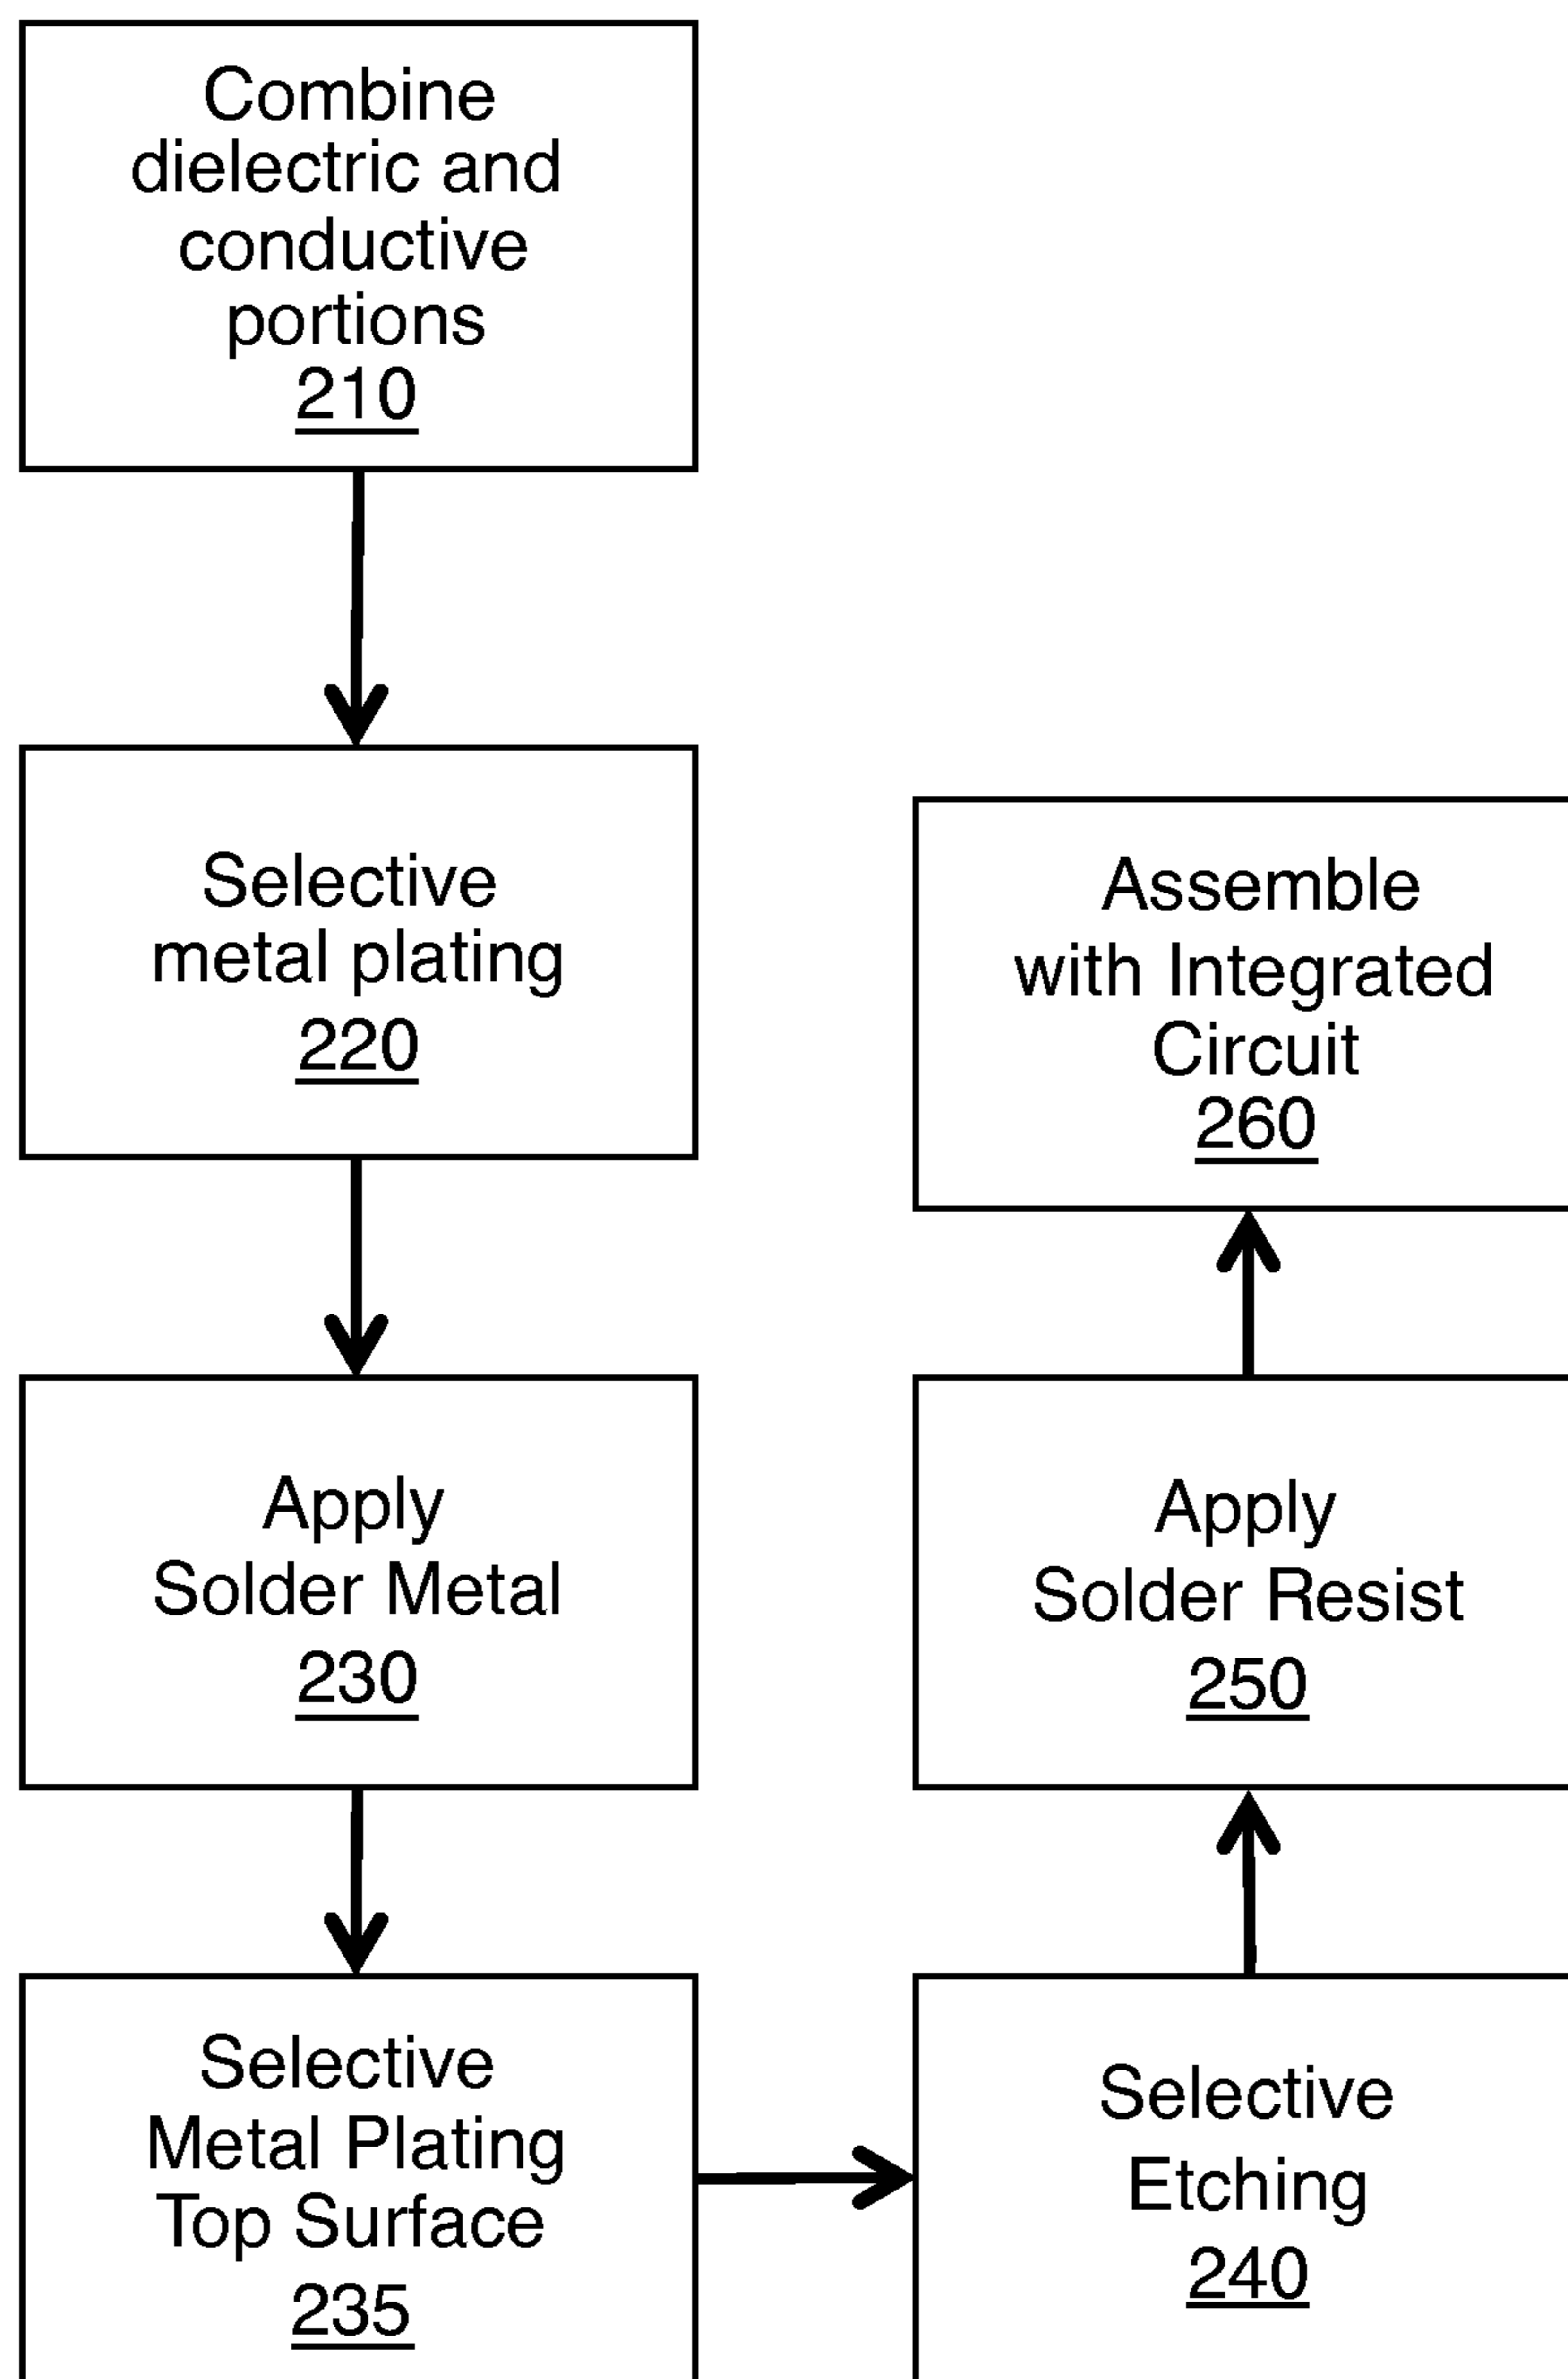 Combine
dielectric and
conductive
portions
210
Selective
metal plating
220
Apply
Solder Metal
230
Selective
Metal Plating
Top Surface
235
Selective
Etching
240
Apply
Solder Resist
250
Assemble
with Integrated
Circuit
260